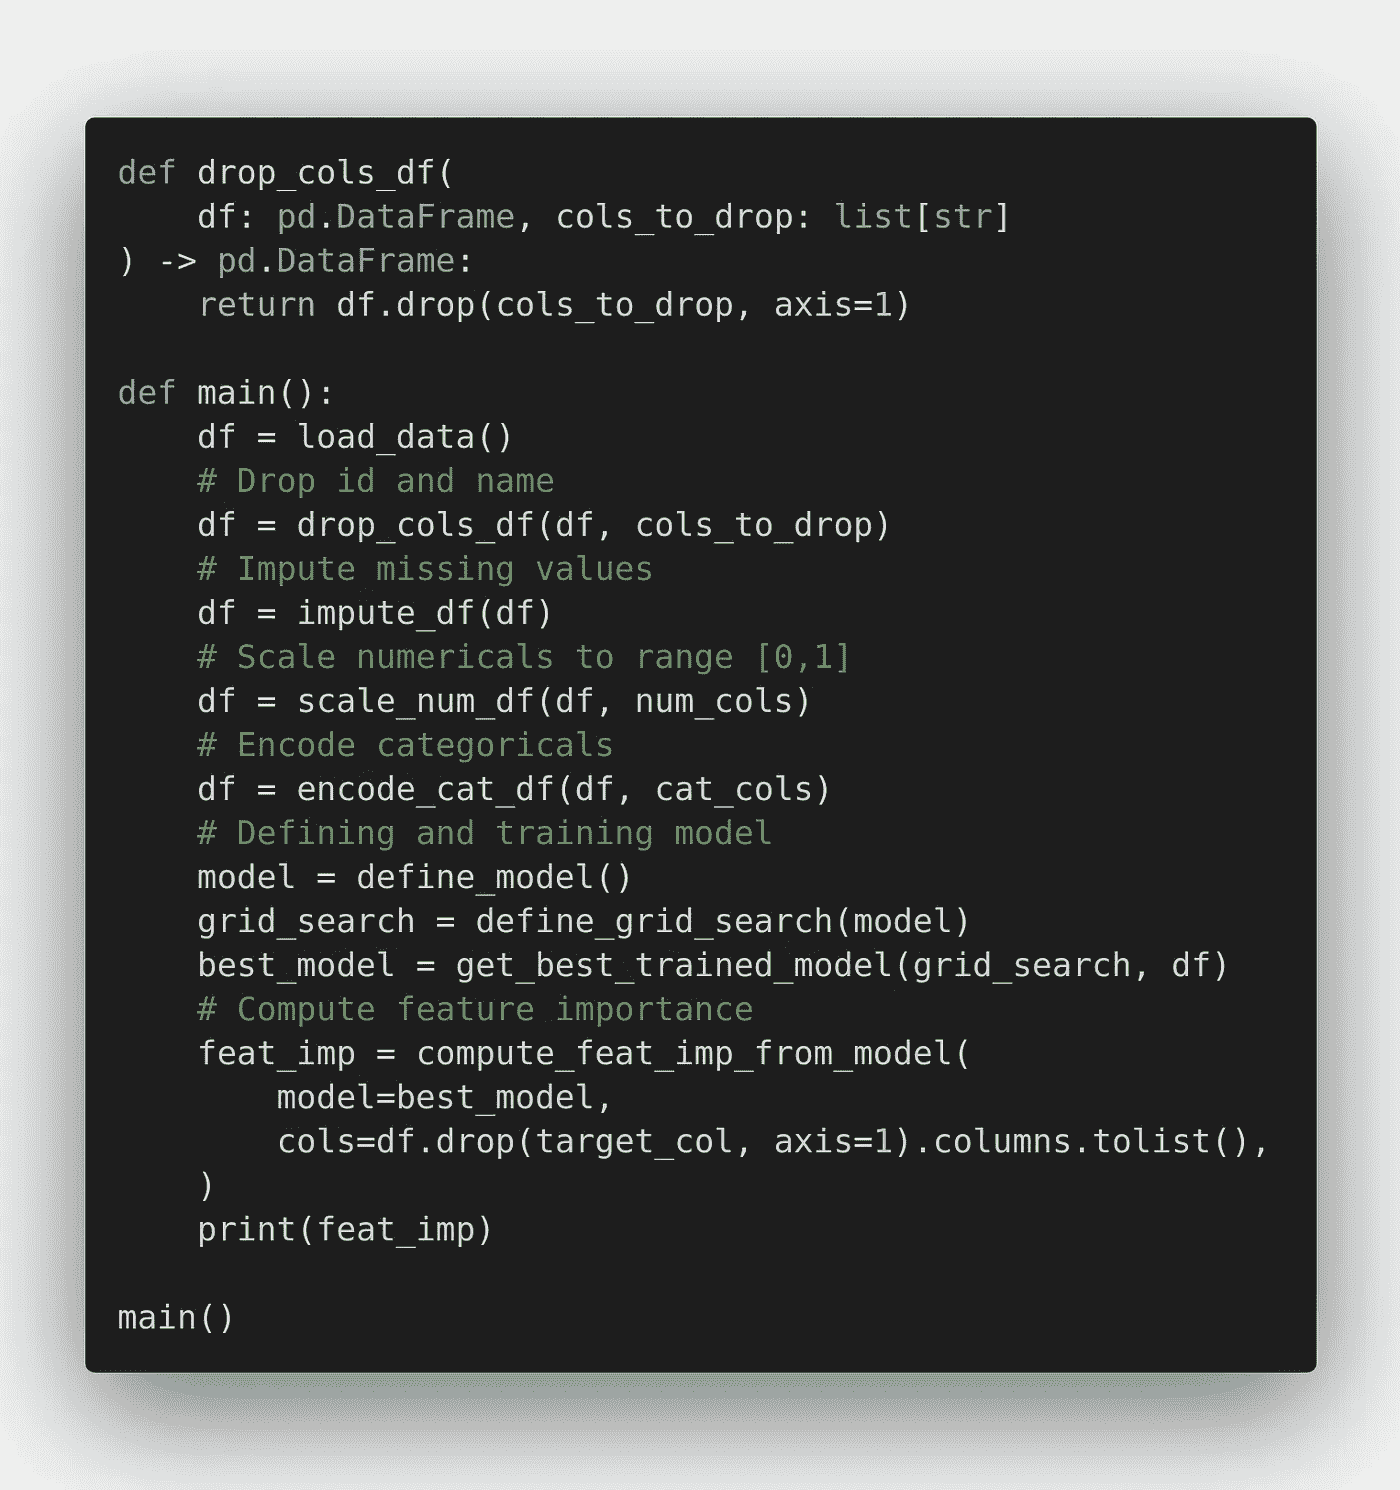 def drop_cols_df(
    df: pd.DataFrame, cols_to_drop: list[str]
) -> pd.DataFrame:
    return df.drop(cols_to_drop, axis=1)

def main():
    df = load_data()
    # Drop id and name
    df = drop_cols_df(df, cols_to_drop)
    # Impute missing values
    df = impute_df(df)
    # Scale numericals to range [0,1]
    df = scale_num_df(df, num_cols)
    # Encode categoricals
    df = encode_cat_df(df, cat_cols)
    # Defining and training model
    model = define_model()
    grid_search = define_grid_search(model)
    best_model = get_best_trained_model(grid_search, df)
    # Compute feature importance
    feat_imp = compute_feat_imp_from_model(
        model=best_model,
        cols=df.drop(target_col, axis=1).columns.tolist(),
    )
    print(feat_imp)

main()